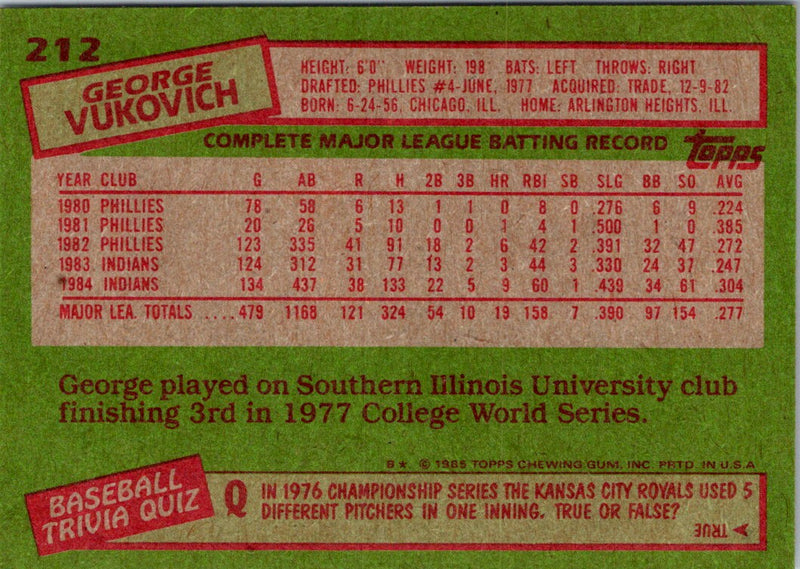 212
GEORGE
VUKOVICH
HEIGHT: 6'0" WEIGHT: 198 BATS: LEFT THROWS: RIGHT
DRAFTED: PHILLIES #4-JUNE, 1977 ACQUIRED: TRADE, 12-9-82
BORN: 6-24-56, CHICAGO, ILL. HOME: ARLINGTON HEIGHTS, ILL.
COMPLETE MAJOR LEAGUE BATTING RECORD
Topps
YEAR CLUB G AB R H 2B 3B HR RBI SB SLG BB SO AVG
1980 PHILLIES 78 58 6 13 1 1 0 8 0 .276 6 9 .224
1981 PHILLIES 20 26 5 10 0 0 1 4 1 .500 1 0 .385
1982 PHILLIES 123 335 41 91 18 2 6 42 2 .391 32 47 .272
1983 INDIANS 124 312 31 77 13 2 3 44 3 .330 24 37 .247
1984 INDIANS 134 437 38 133 22 5 9 60 1 .439 34 61 .304
MAJOR LEA. TOTALS .... 479 1168 121 324 54 10 19 158 7 .390 97 154 .277
George played on Southern Illinois University club
finishing 3rd in 1977 College World Series.
B★ © 1985 TOPPS CHEWING GUM, INC. PRTD. IN U.S.A
BASEBALL
TRIVIA QUIZ
Q IN 1976 CHAMPIONSHIP SERIES THE KANSAS CITY ROYALS USED 5
DIFFERENT PITCHERS IN ONE INNING. TRUE OR FALSE?
TRUE